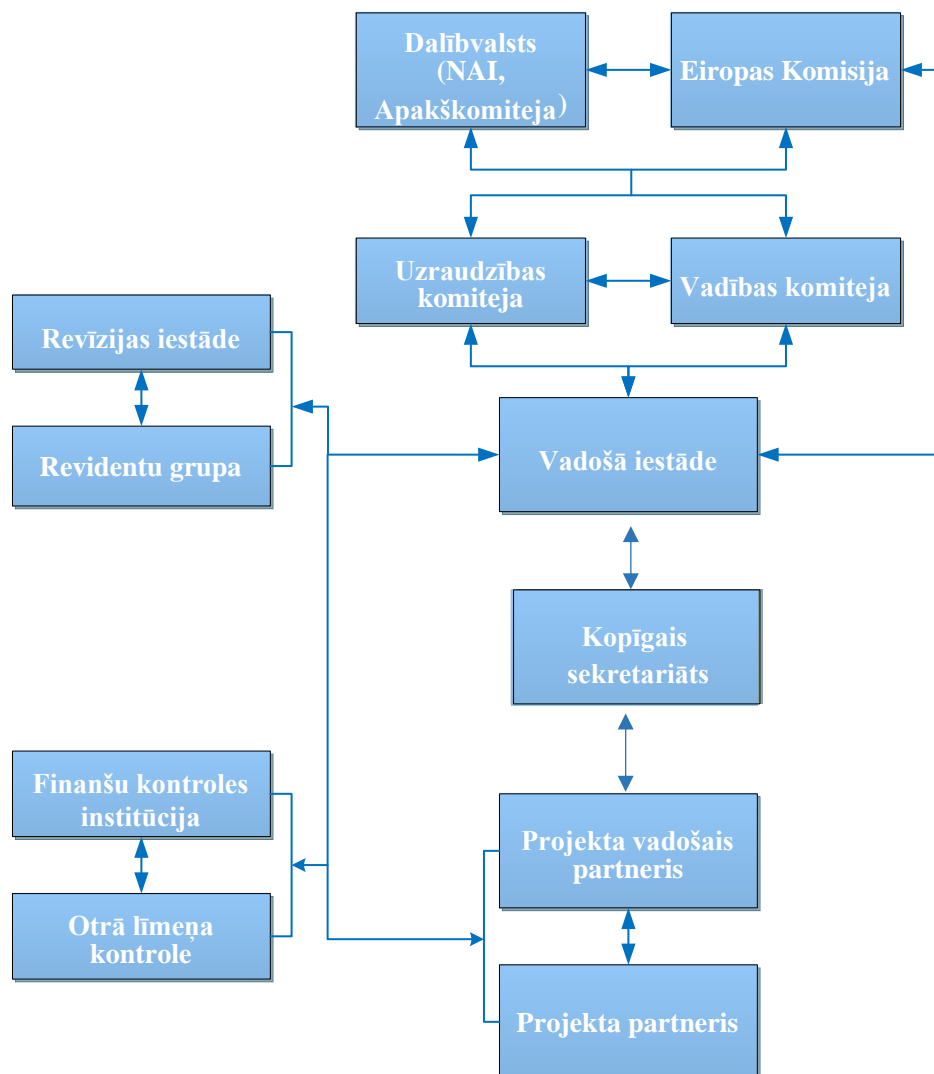 Dalībvalsts
(NAI,
Apakškomiteja)
Eiropas Komisija
Uzraudzības
komiteja
Vadības komiteja
Revīzijas iestāde
Revidentu grupa
Vadošā iestāde
Kopīgais
sekretariāts
Finanšu kontroles
institūcija
Otrā līmeņa
kontrole
Projekta vadošais
partneris
Projekta partneris